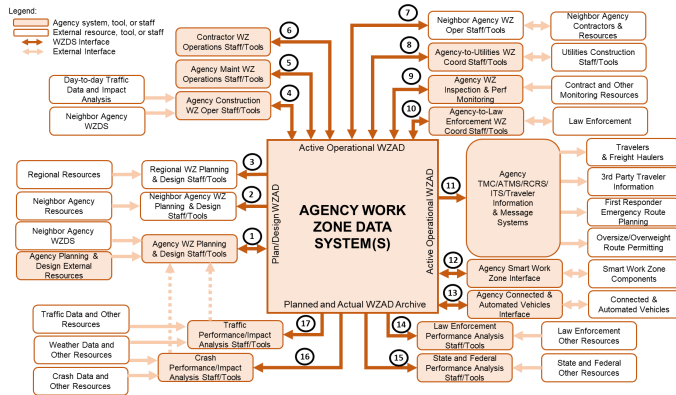 Legend:
Agency system, tool, or staff
External resource, tool, or staff
WZDS Interface
External Interface
Contractor WZ
Operations Staff/Tools
6
Agency Maint WZ
Operations Staff/Tools
5
Day-to-day Traffic
Data and Impact
Analysis
Neighbor Agency
WZDS
Agency Construction
WZ Oper Staff/Tools
4
7
Neighbor Agency WZ
Oper Staff/Tools
Neighbor Agency
Contractors &
Resources
8
Agency-to-Utilities WZ
Coord Staff/Tools
Utilities Construction
Staff/Tools
9
Agency WZ
Inspection & Perf
Monitoring
Contract and Other
Monitoring Resources
10
Agency-to-Law
Enforcement WZ
Coord Staff/Tools
Law Enforcement
Active Operational WZAD
Plan/Design WZAD
AGENCY WORK
ZONE DATA
SYSTEM(S)
Active Operational WZAD
Planned and Actual WZAD Archive
Regional Resources
Regional WZ Planning
& Design Staff/Tools
3
Neighbor Agency
Resources
Neighbor Agency WZ
Planning & Design
Staff/Tools
2
Neighbor Agency
WZDS
Agency Planning &
Design External
Resources
Agency WZ Planning
& Design Staff/Tools
1
11
Agency
TMC/ATMS/RCRS/
ITS/Traveler
Information
& Message
Systems
Travelers
& Freight Haulers
3rd Party Traveler
Information
First Responder
Emergency Route
Planning
Oversize/Overweight
Route Permitting
12
Agency Smart Work
Zone Interface
Smart Work Zone
Components
13
Agency Connected &
Automated Vehicles
Interface
Connected &
Automated Vehicles
Traffic Data and Other
Resources
Traffic
Performance/Impact
Analysis Staff/Tools
17
Weather Data and
Other Resources
Crash Data and
Other Resources
Crash
Performance/Impact
Analysis Staff/Tools
16
14
Law Enforcement
Performance Analysis
Staff/Tools
Law Enforcement
Other Resources
15
State and Federal
Performance Analysis
Staff/Tools
State and Federal
Other Resources